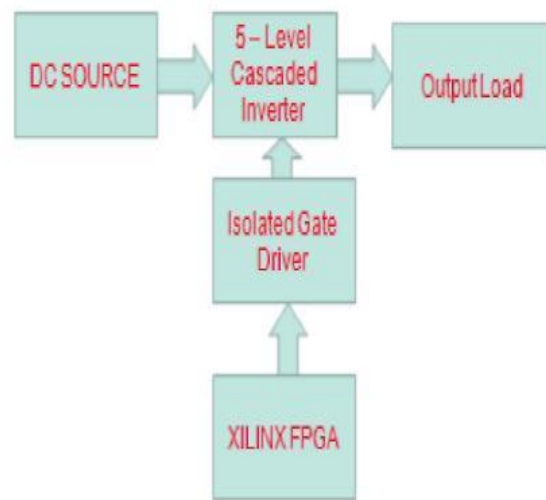 DC SOURCE
5 – Level
Cascaded
Inverter
Output Load
Isolated Gate
Driver
XILINX FPGA